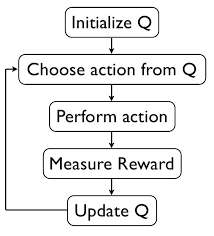 Initialize Q
Choose action from Q
Perform action
Measure Reward
Update Q